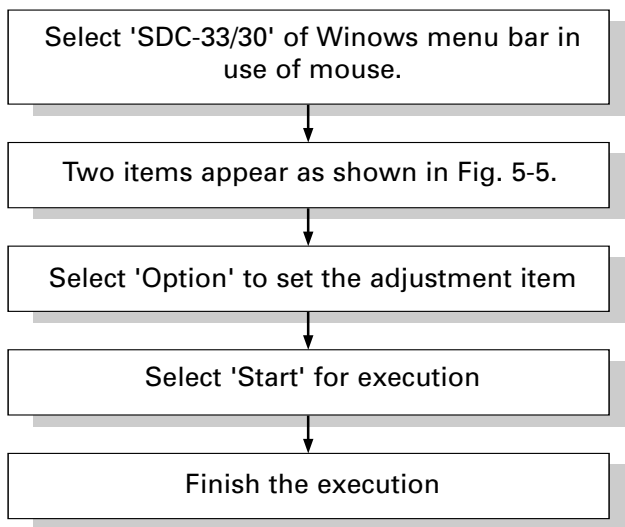 Select 'SDC-33/30' of Winows menu bar in
use of mouse.
Two items appear as shown in Fig. 5-5.
Select 'Option' to set the adjustment item
Select 'Start' for execution
Finish the execution